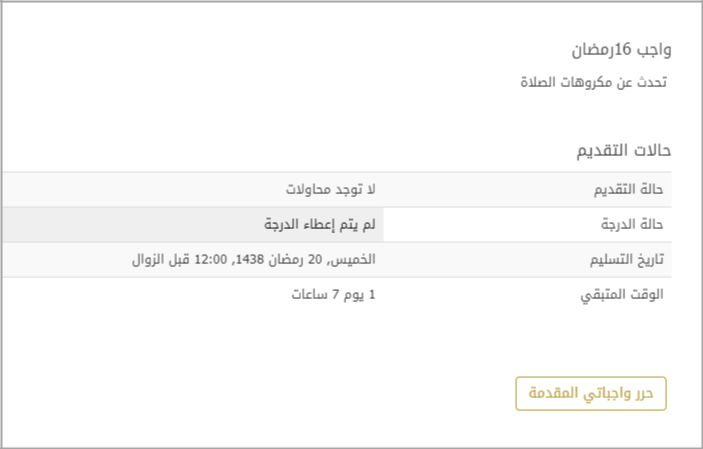 واجب 16رمضان
تحدث عن مكروهات الصلاة
حالات التقديم
حالة التقديم لا توجد محاولات
حالة الدرجة لم يتم إعطاء الدرجة
تاريخ التسليم الخميس, 20 رمضان 1438, 12:00 قبل الزوال
الوقت المتبقي 1 يوم 7 ساعات
حرر واجباتي المقدمة